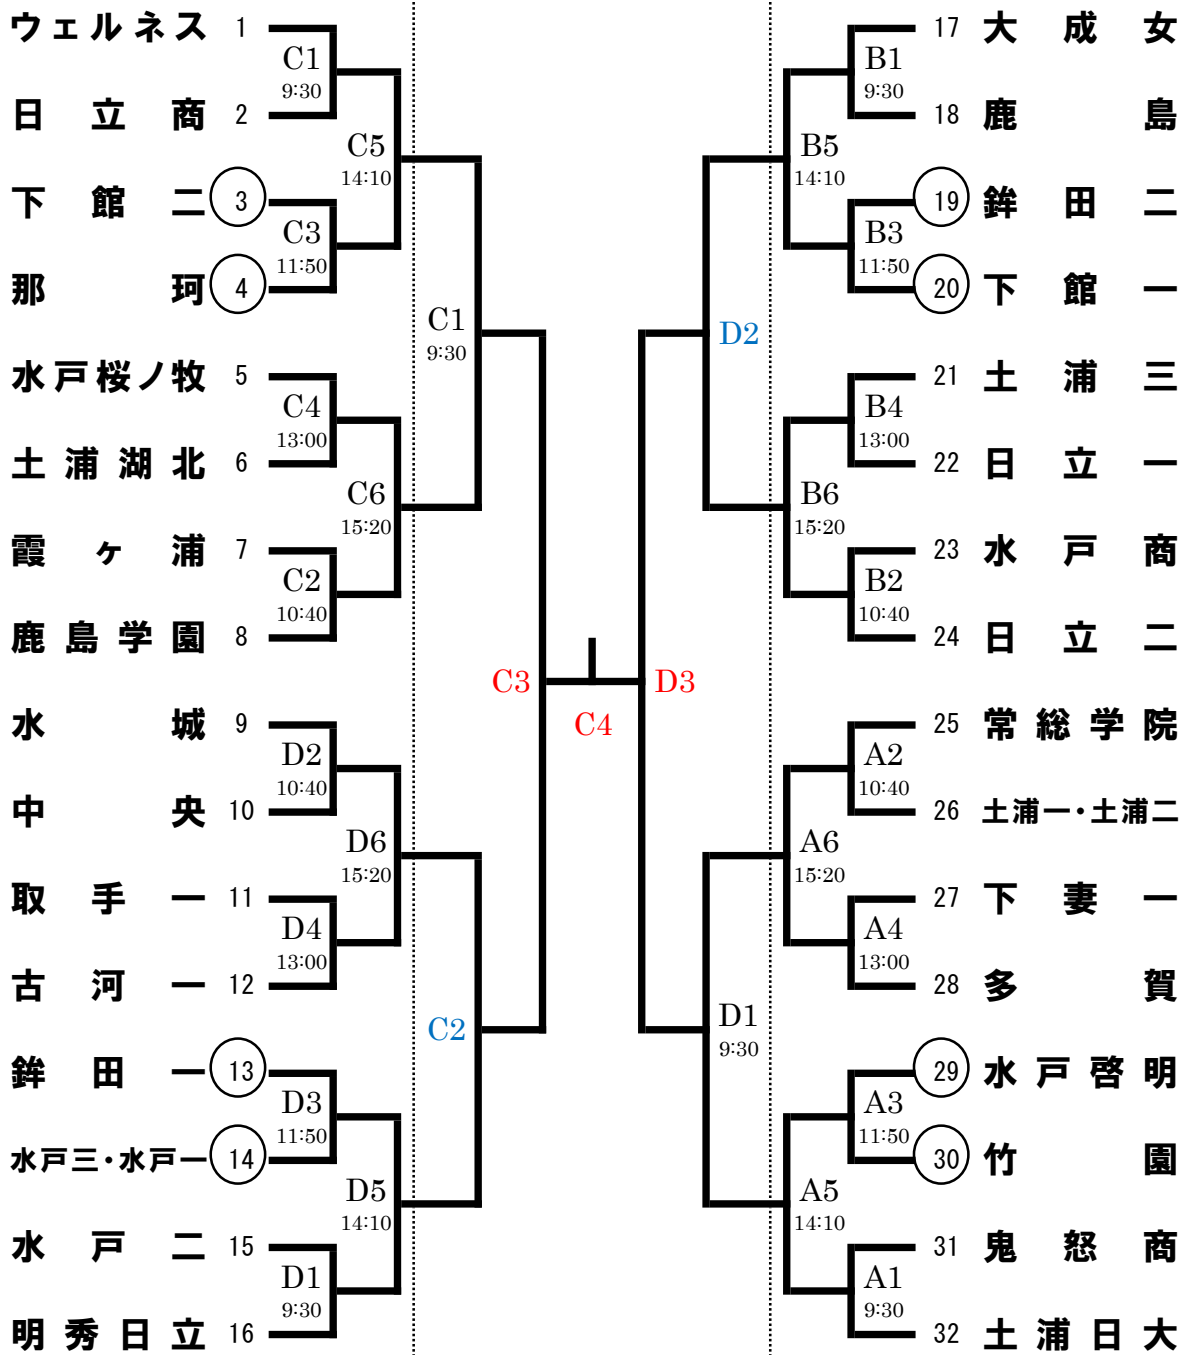 ウェルネス 1
C1
9:30
日立商 2
C5
14:10
下館二 3
C3
11:50
那珂 4
C1
9:30
水戸桜ノ牧 5
C4
13:00
土浦湖北 6
C6
15:20
霞ヶ浦 7
C2
10:40
鹿島学園 8
C3
水城 9
D2
10:40
中央 10
D6
15:20
取手一 11
D4
13:00
古河一 12
C2
鉾田一 13
D3
11:50
水戸三・水戸一 14
D5
14:10
水戸二 15
D1
9:30
明秀日立 16
C4
17 大成女
B1
9:30
18 鹿島
B5
14:10
19 鉾田二
B3
11:50
20 下館一
D2
21 土浦三
B4
13:00
22 日立一
B6
15:20
23 水戸商
B2
10:40
24 日立二
D3
25 常総学院
A2
10:40
26 土浦一・土浦二
A6
15:20
27 下妻一
A4
13:00
28 多賀
D1
9:30
29 水戸啓明
A3
11:50
30 竹園
A5
14:10
31 鬼怒商
A1
9:30
32 土浦日大